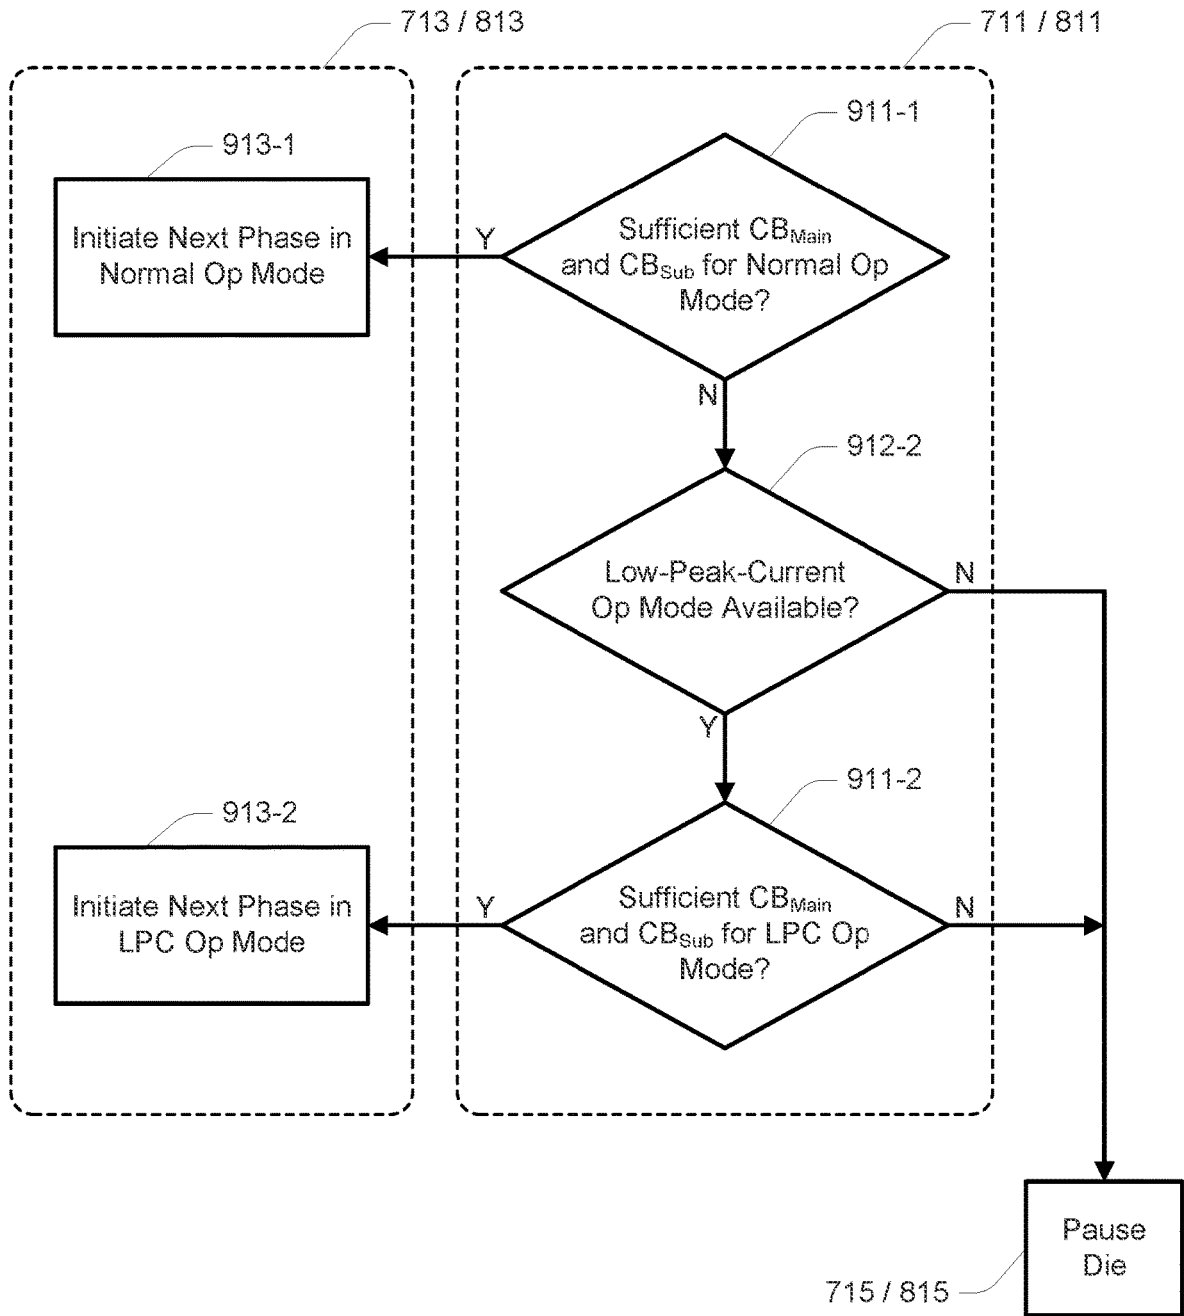 713 / 813
711 / 811
911-1
913-1
Sufficient CBMain
and CBSub for Normal Op
Mode?
Y
Initiate Next Phase in
Normal Op Mode
N
912-2
Low-Peak-Current
Op Mode Available?
N
Y
911-2
913-2
Sufficient CBMain
and CBSub for LPC Op
Mode?
Y
N
Initiate Next Phase in
LPC Op Mode
Pause
Die
715 / 815